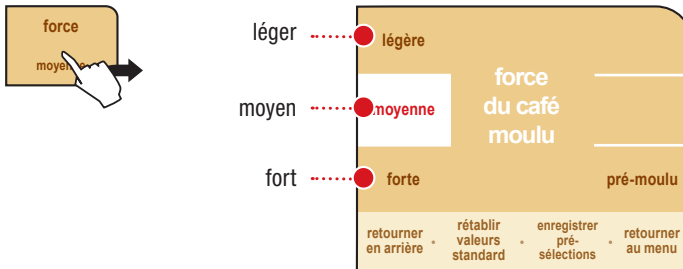 force
moyenne
léger
moyen
fort
légère
moyenne
forte
force
du café
moulu
pré-moulu
retourner
en arrière
rétablir
valeurs
standard
enregistrer
pré-
sélections
retourner
au menu